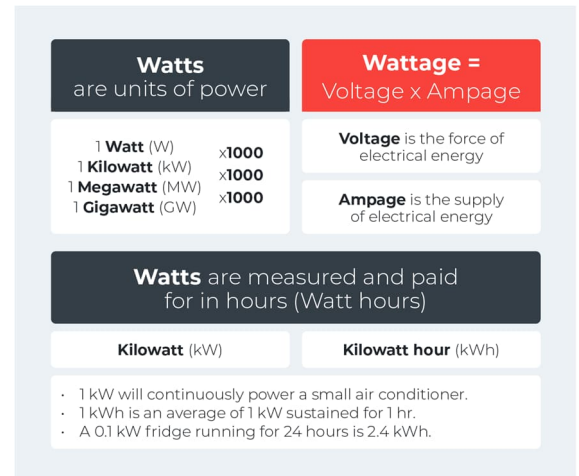 Watts
are units of power
Wattage =
Voltage x Ampage
1 Watt (W)
1 Kilowatt (kW)
1 Megawatt (MW)
1 Gigawatt (GW)
x1000
x1000
x1000
Voltage is the force of
electrical energy
Ampage is the supply
of electrical energy
Watts are measured and paid
for in hours (Watt hours)
Kilowatt (kW)
Kilowatt hour (kWh)
• 1 kW will continuously power a small air conditioner.
• 1 kWh is an average of 1 kW sustained for 1 hr.
• A 0.1 kW fridge running for 24 hours is 2.4 kWh.